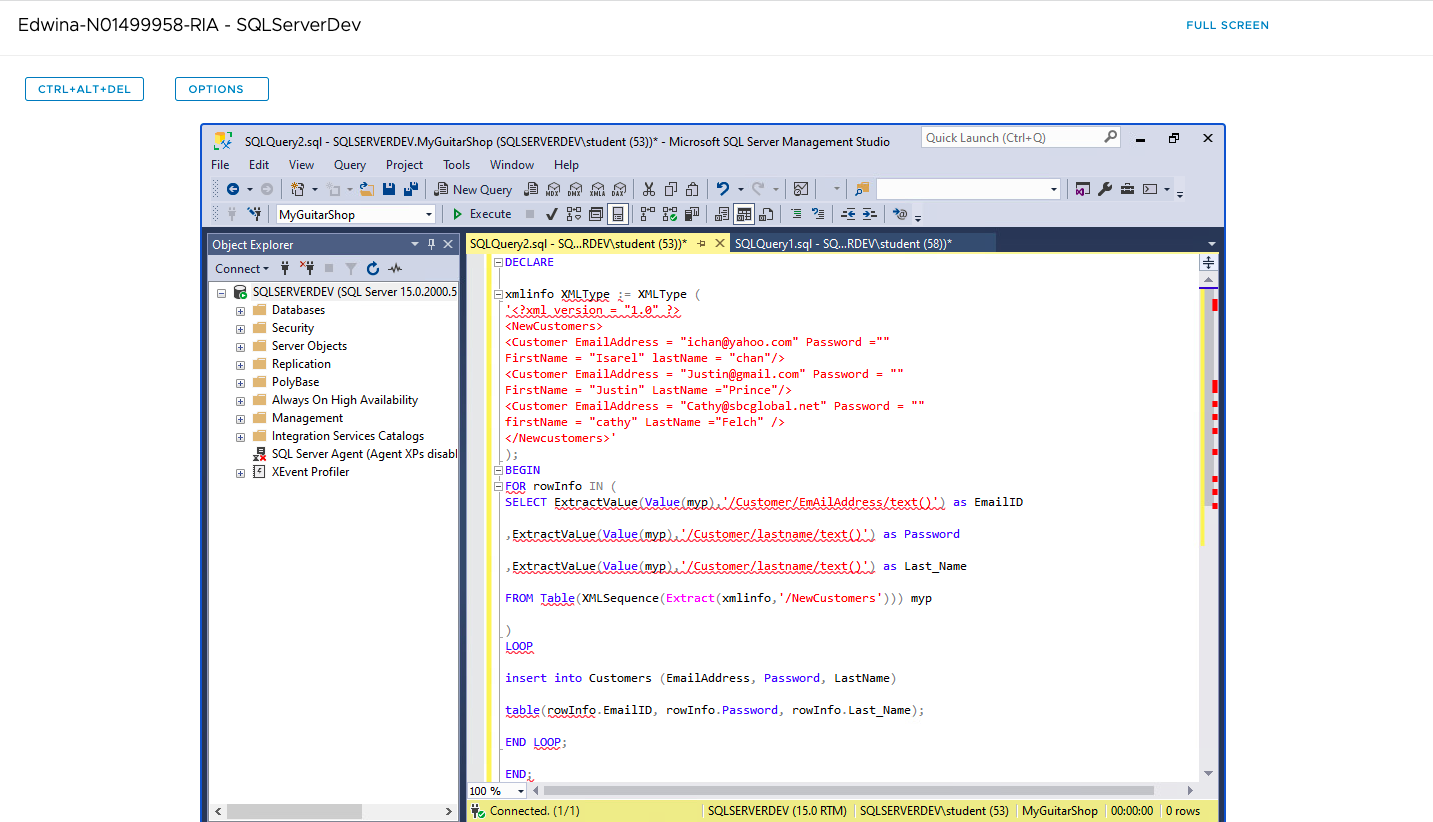 Edwina-N01499958-RIA - SQLServerDev
FULL SCREEN
CTRL+ALT+DEL
OPTIONS
SQLQuery2.sql - SQLSERVERDEV.MyGuitarShop (SQLSERVERDEV\student (53))* - Microsoft SQL Server Management Studio
Quick Launch (Ctrl+Q)
File Edit View Query Project Tools Window Help
New Query
MDX DMX XMLA DAX
MyGuitarShop
Execute
Object Explorer
SQLQuery2.sql - SQ...RDEV\student (53))*
SQLQuery1.sql - SQ...RDEV\student (58))*
Connect
SQLSERVERDEV (SQL Server 15.0.2000.5
Databases
Security
Server Objects
Replication
PolyBase
Always On High Availability
Management
Integration Services Catalogs
SQL Server Agent (Agent XPs disabl
XEvent Profiler
DECLARE
xmlinfo XMLType := XMLType (
'<?xml version = "1.0" ?>
<NewCustomers>
<Customer EmailAddress = "ichan@yahoo.com" Password =""
FirstName = "Isarel" lastName = "chan"/>
<Customer EmailAddress = "Justin@gmail.com" Password = ""
FirstName = "Justin" LastName ="Prince"/>
<Customer EmailAddress = "Cathy@sbcglobal.net" Password = ""
firstName = "cathy" LastName ="Felch" />
</Newcustomers>'
);
BEGIN
FOR rowInfo IN (
SELECT ExtractVaLue(Value(myp),'/Customer/EmAilAddress/text()') as EmailID
,ExtractVaLue(Value(myp),'/Customer/lastname/text()') as Password
,ExtractVaLue(Value(myp),'/Customer/lastname/text()') as Last_Name
FROM Table(XMLSequence(Extract(xmlinfo,'/NewCustomers'))) myp
)
LOOP
insert into Customers (EmailAddress, Password, LastName)
table(rowInfo.EmailID, rowInfo.Password, rowInfo.Last_Name);
END LOOP;
END;
100 %
Connected. (1/1)
SQLSERVERDEV (15.0 RTM)
SQLSERVERDEV\student (53)
MyGuitarShop
00:00:00
0 rows